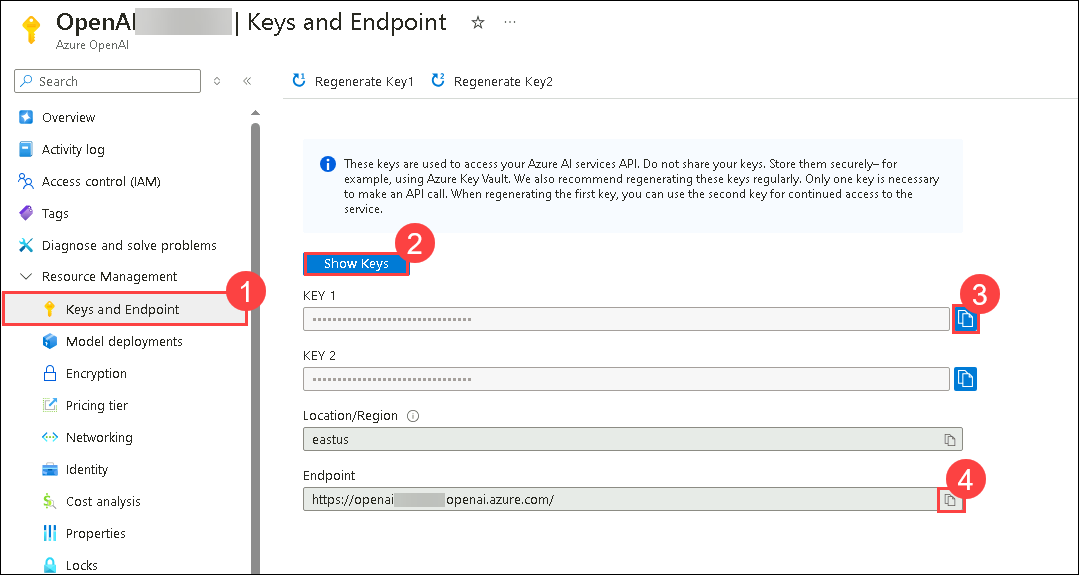 OpenAI | Keys and Endpoint
Azure OpenAI
Search
Regenerate Key1 Regenerate Key2
Overview
Activity log
Access control (IAM)
Tags
Diagnose and solve problems
Resource Management
1
Keys and Endpoint
Model deployments
Encryption
Pricing tier
Networking
Identity
Cost analysis
Properties
Locks
These keys are used to access your Azure AI services API. Do not share your keys. Store them securely– for
example, using Azure Key Vault. We also recommend regenerating these keys regularly. Only one key is necessary
to make an API call. When regenerating the first key, you can use the second key for continued access to the
service.
2
Show Keys
KEY 1
3
KEY 2
Location/Region
eastus
Endpoint
4
https://openai openai.azure.com/